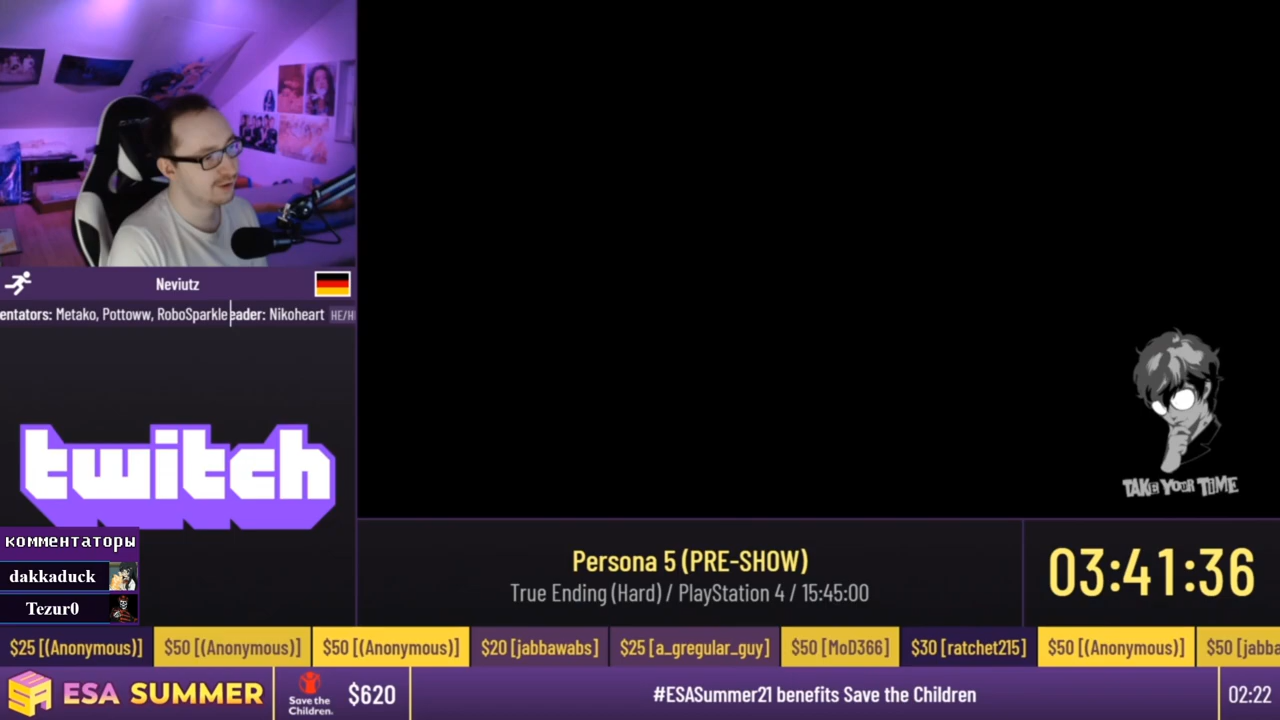 Neviutz
entators: Metako, Pottoww, RoboSparkle
eader: Nikoheart HE/H
twitch
комментаторы
dakkaduck
Tezur0
TAKE YOUR TIME
Persona 5 (PRE-SHOW)
True Ending (Hard) / PlayStation 4 / 15:45:00
03:41:36
$25 [(Anonymous)] $50 [(Anonymous)] $50 [(Anonymous)] $20 [jabbawabs] $25 [a_gregular_guy] $50 [MoD366] $30 [ratchet215] $50 [(Anonymous)] $50 [jabba
ESA SUMMER
Save the
Children.
$620
#ESASummer21 benefits Save the Children
02:22